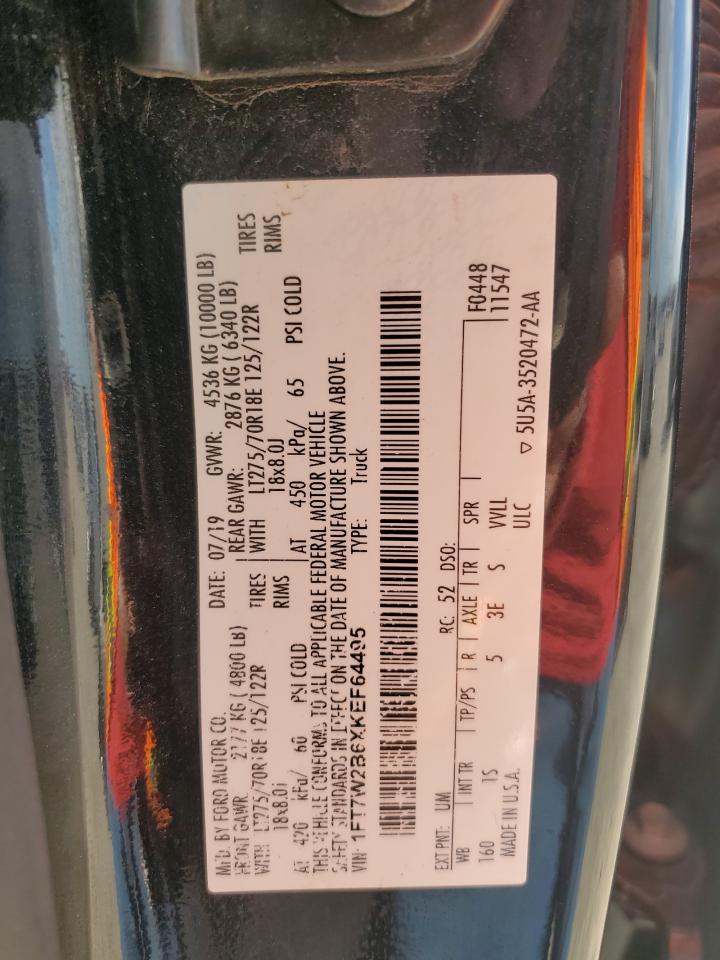 MFD. BY FORD MOTOR CO. DATE: 07/19 GVWR: 4536 KG (10000 LB)
FRONT GAWR: 2177 KG ( 4800 LB) REAR GAWR: 2876 KG ( 6340 LB)
WITH LT275/70R18E 125/122R TIRES WITH LT275/70R18E 125/122R TIRES
18x8.0J RIMS 18x8.0J RIMS
AT 420 kPa/ 60 PSI COLD AT 450 kPa/ 65 PSI COLD
THIS VEHICLE CONFORMS TO ALL APPLICABLE FEDERAL MOTOR VEHICLE
SAFETY STANDARDS IN EFFECT ON THE DATE OF MANUFACTURE SHOWN ABOVE.
VIN: 1FT7W2B6XKEF64495 TYPE: Truck
EXT PNT: UM RC: 52 DSO:
WB INT TR TP/PS R AXLE TR SPR F0448
160 1S 5 3E S VVLL 11547
MADE IN U.S.A. ULC ▽ 5U5A-3520472-AA